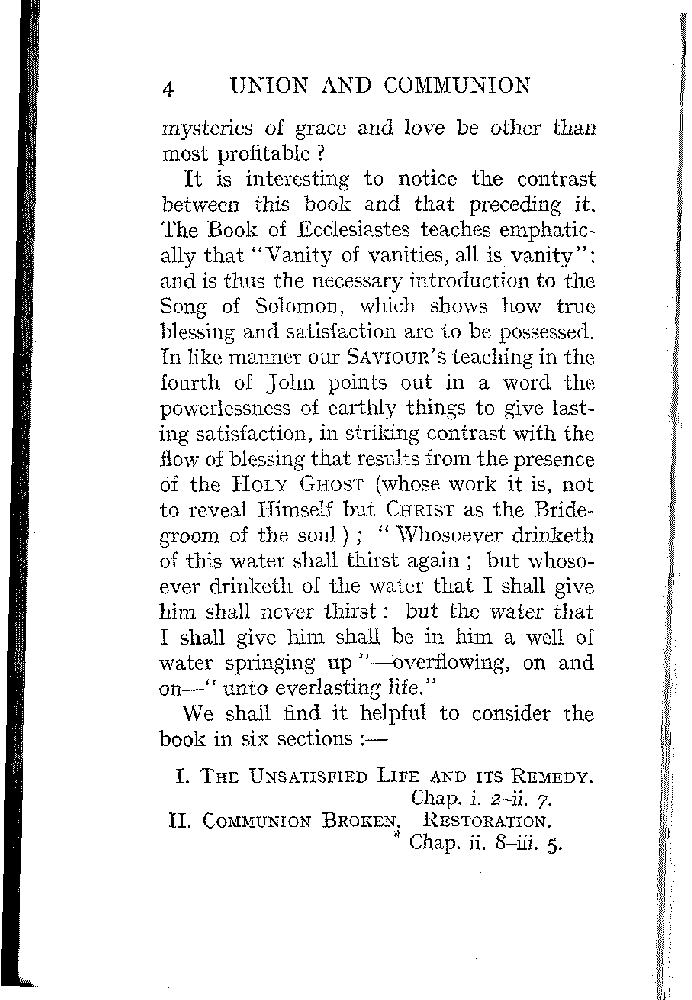 4 UNION AND COMMUNION
mysteries of grace and love be other than
most profitable ?
It is interesting to notice the contrast
between this book and that preceding it.
The Book of Ecclesiastes teaches emphatic-
ally that "Vanity of vanities, all is vanity":
and is thus the necessary introduction to the
Song of Solomon, which shows how true
blessing and satisfaction are to be possessed.
In like manner our SAVIOUR'S teaching in the
fourth of John points out in a word the
powerlessness of earthly things to give last-
ing satisfaction, in striking contrast with the
flow of blessing that results from the presence
of the HOLY GHOST (whose work it is, not
to reveal Himself but CHRIST as the Bride-
groom of the soul) ; "Whosoever drinketh
of this water shall thirst again ; but whoso-
ever drinketh of the water that I shall give
him shall never thirst : but the water that
I shall give him shall be in him a well of
water springing up"—overflowing, on and
on—"unto everlasting life."
We shall find it helpful to consider the
book in six sections :—
I. THE UNSATISFIED LIFE AND ITS REMEDY.
Chap. i. 2-ii. 7.
II. COMMUNION BROKEN. RESTORATION.
Chap. ii. 8-iii. 5.